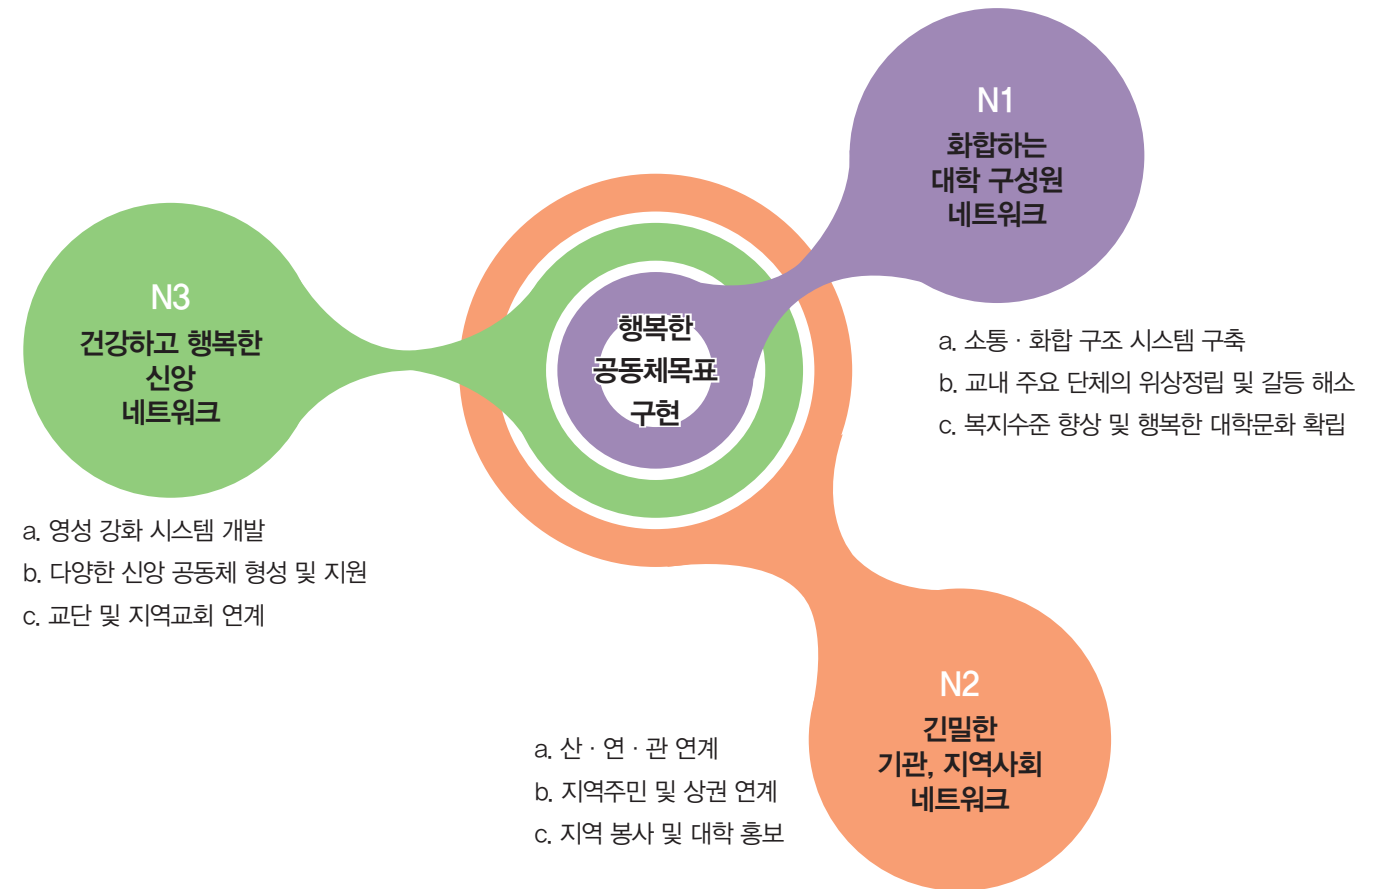 N1
화합하는
대학 구성원
네트워크
a. 소통 · 화합 구조 시스템 구축
b. 교내 주요 단체의 위상정립 및 갈등 해소
c. 복지수준 향상 및 행복한 대학문화 확립
행복한
공동체목표
구현
N3
건강하고 행복한
신앙
네트워크
a. 영성 강화 시스템 개발
b. 다양한 신앙 공동체 형성 및 지원
c. 교단 및 지역교회 연계
N2
긴밀한
기관, 지역사회
네트워크
a. 산 · 연 · 관 연계
b. 지역주민 및 상권 연계
c. 지역 봉사 및 대학 홍보